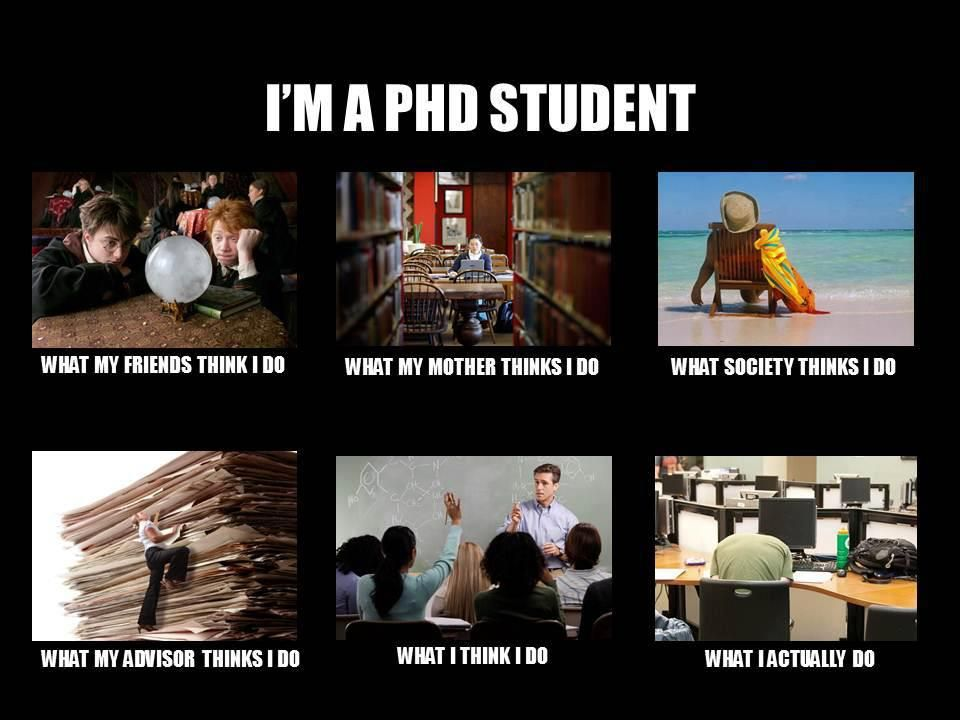 I'M A PHD STUDENT
WHAT MY FRIENDS THINK I DO
WHAT MY MOTHER THINKS I DO
WHAT SOCIETY THINKS I DO
WHAT MY ADVISOR THINKS I DO
WHAT I THINK I DO
WHAT I ACTUALLY DO